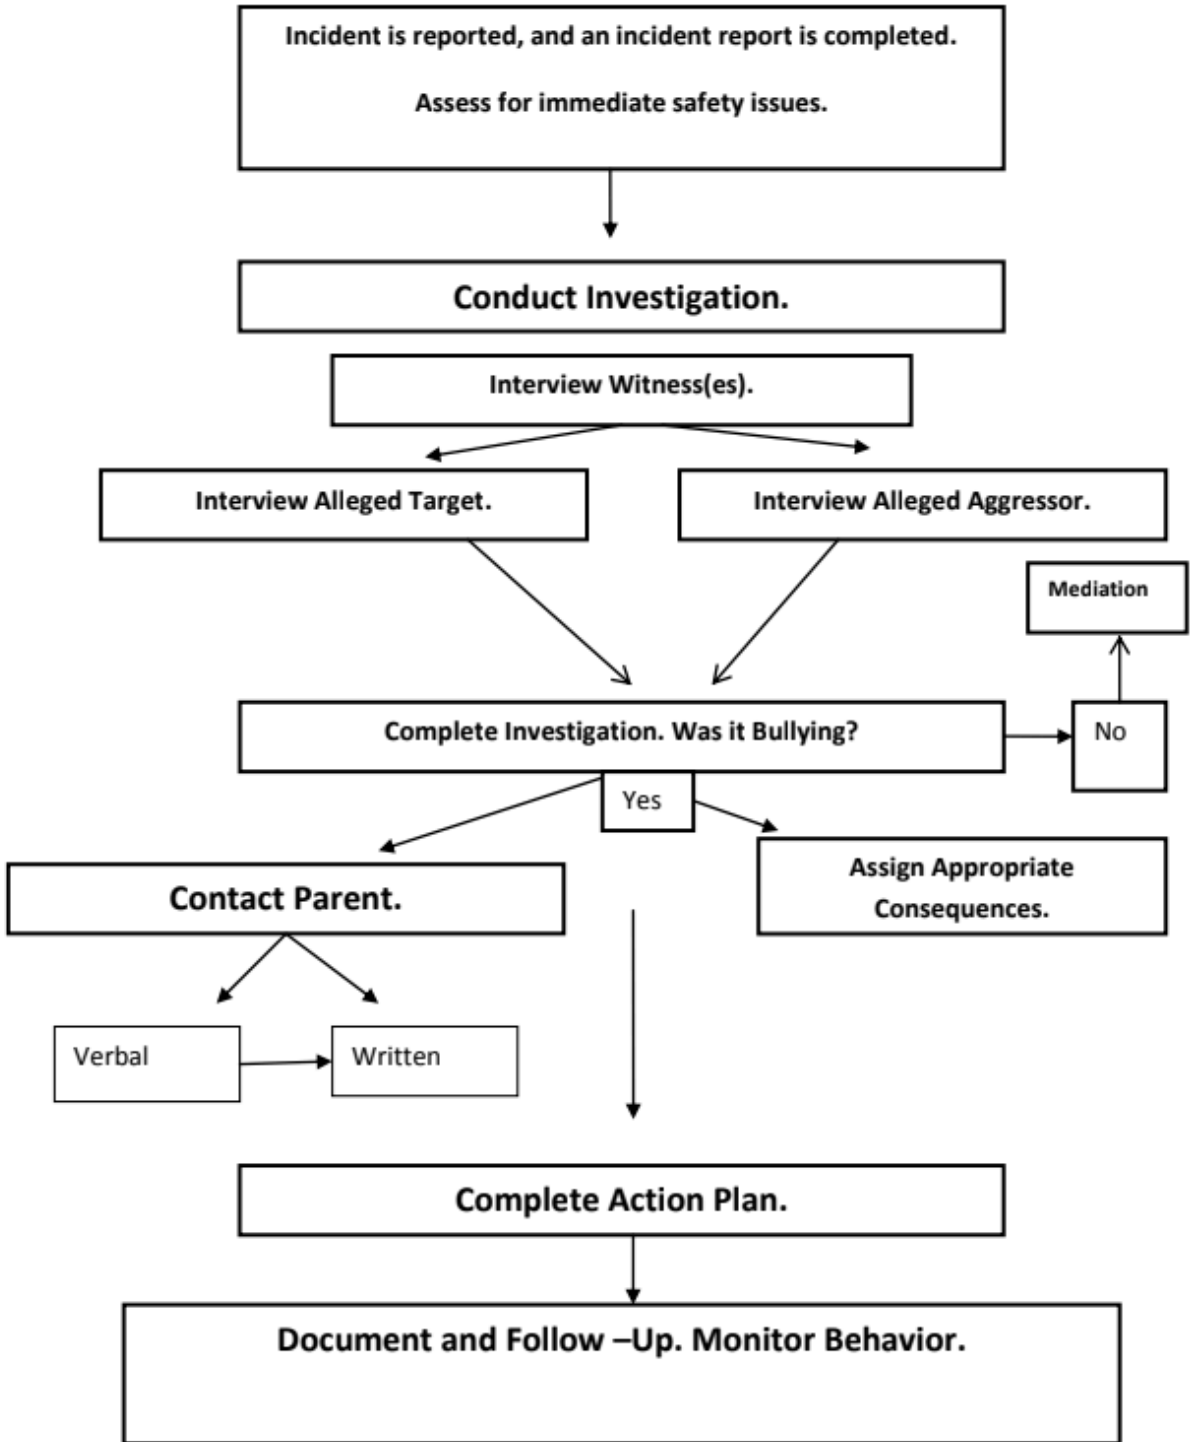 Incident is reported, and an incident report is completed.
Assess for immediate safety issues.
Conduct Investigation.
Interview Witness(es).
Interview Alleged Target.
Interview Alleged Aggressor.
Mediation
Complete Investigation. Was it Bullying?
No
Yes
Contact Parent.
Assign Appropriate
Consequences.
Verbal
Written
Complete Action Plan.
Document and Follow –Up. Monitor Behavior.